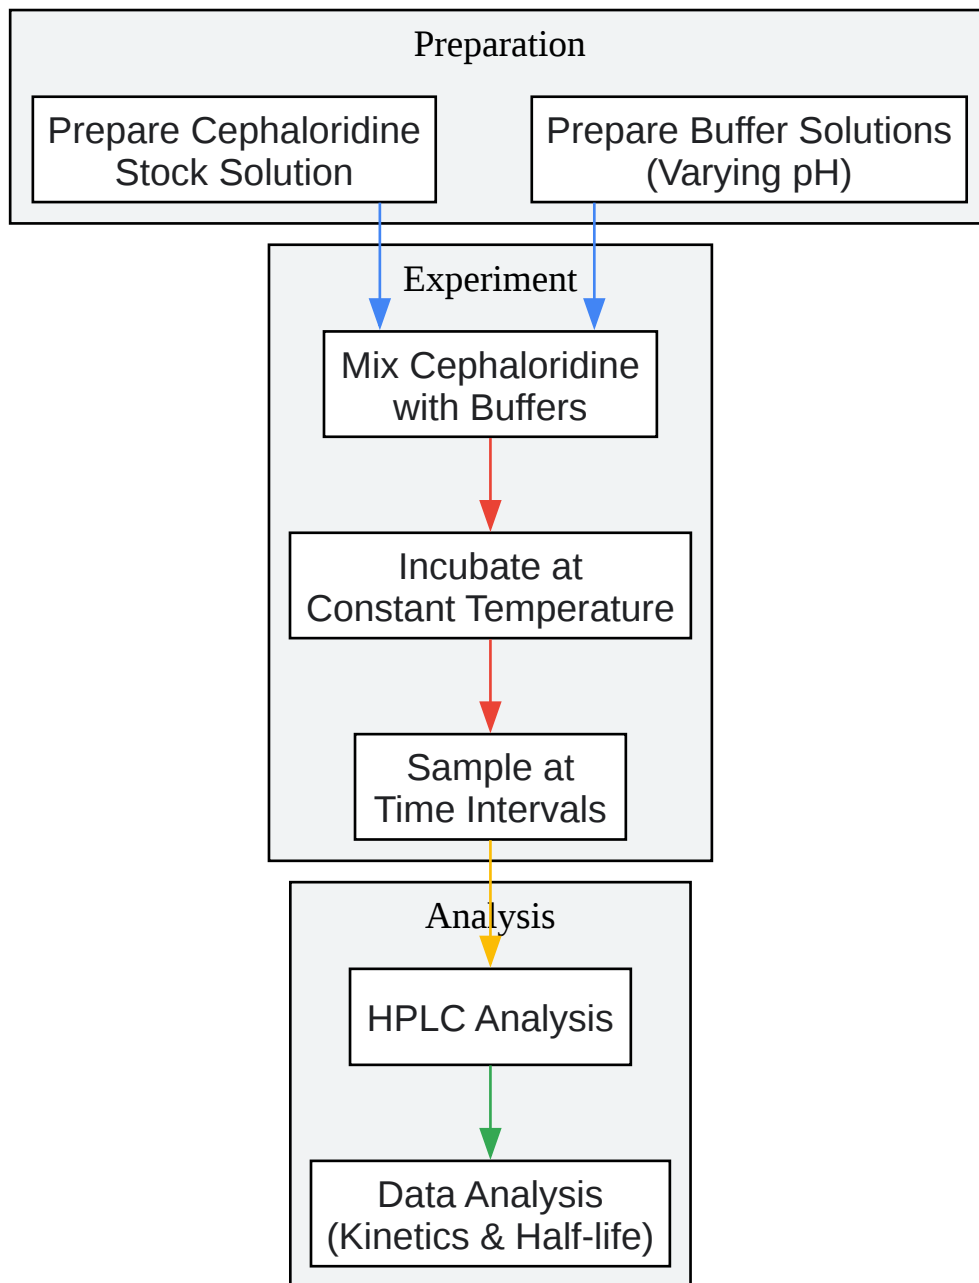 Preparation
Prepare Cephaloridine
Stock Solution
Prepare Buffer Solutions
(Varying pH)
Experiment
Mix Cephaloridine
with Buffers
Incubate at
Constant Temperature
Sample at
Time Intervals
Analysis
HPLC Analysis
Data Analysis
(Kinetics & Half-life)